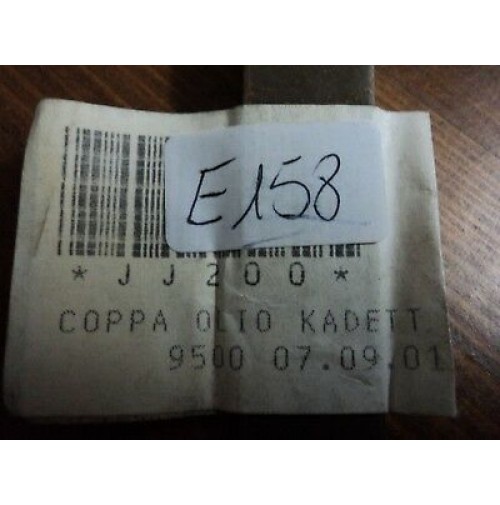 E158
*JJ200*
COPPA OLIO KADETT
9500 07.09.01